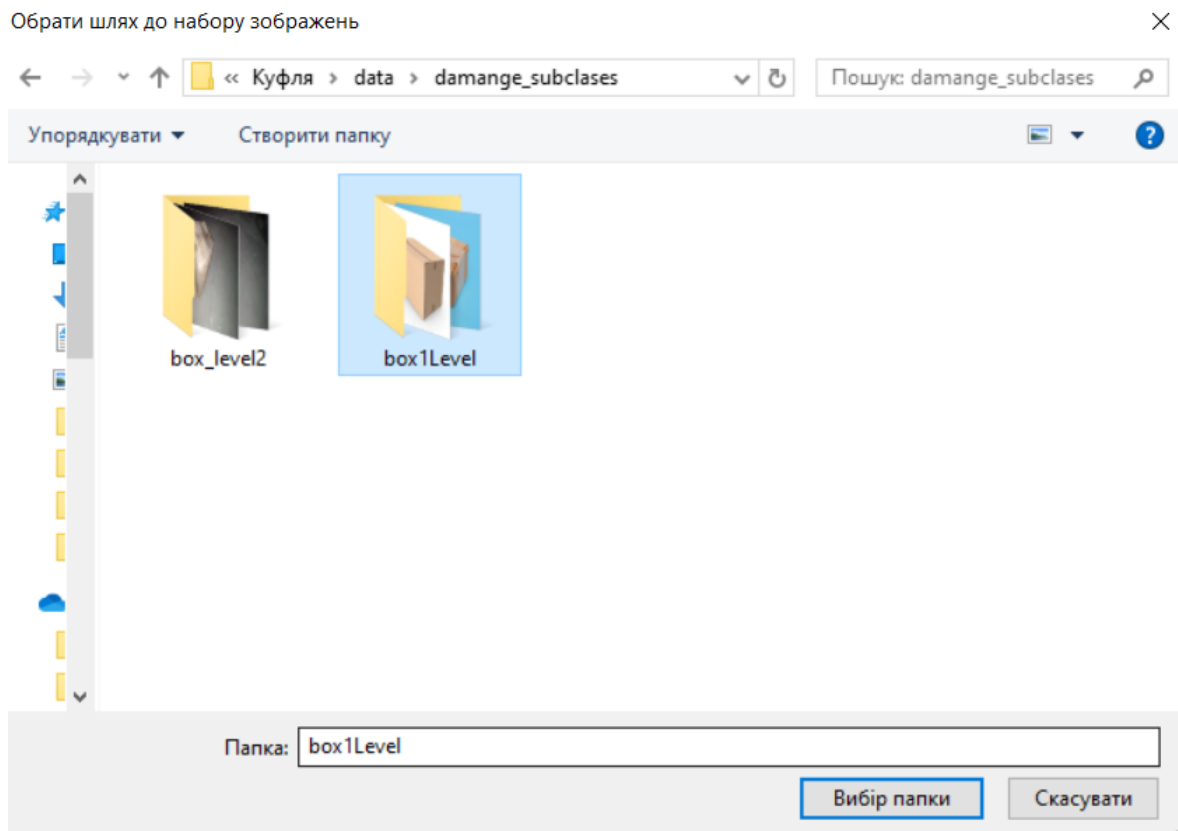 Обрати шлях до набору зображень
« Куфля › data › damange_subclases
Пошук: damange_subclases
Упорядкувати Створити папку
?
box_level2 box1Level
Папка: box1Level
Вибір папки Скасувати